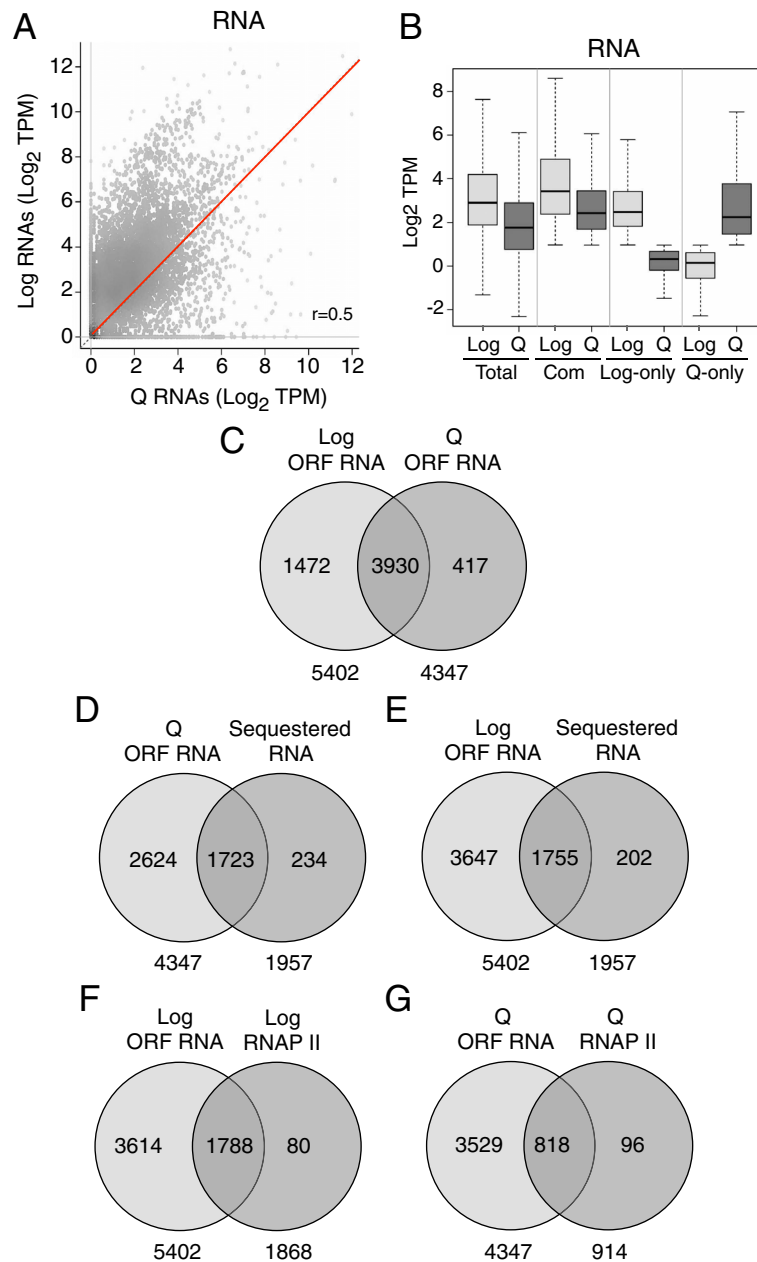 A
RNA
Log RNAs (Log2 TPM)
12
10
8
6
4
2
0
r=0.5
0 2 4 6 8 10 12
Q RNAs (Log2 TPM)
B
RNA
Log2 TPM
8
6
4
2
0
-2
Log Q Log Q Log Q Log Q
Total Com Log-only Q-only
C
Log Q
ORF RNA ORF RNA
1472 3930 417
5402 4347
D
Q Sequestered
ORF RNA RNA
2624 1723 234
4347 1957
E
Log Sequestered
ORF RNA RNA
3647 1755 202
5402 1957
F
Log Log
ORF RNA RNAP II
3614 1788 80
5402 1868
G
Q Q
ORF RNA RNAP II
3529 818 96
4347 914